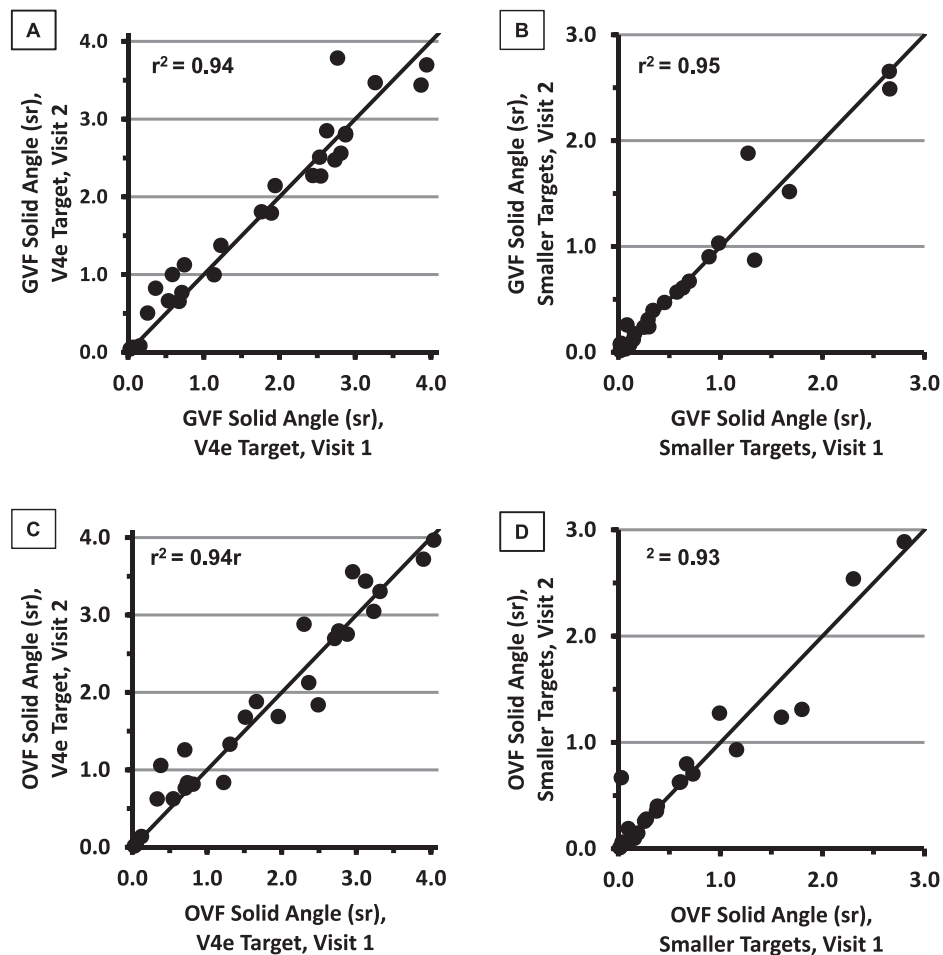 A
r² = 0.94
GVF Solid Angle (sr),
V4e Target, Visit 2
4.0
3.0
2.0
1.0
0.0
0.0 1.0 2.0 3.0 4.0
GVF Solid Angle (sr),
V4e Target, Visit 1
B
r² = 0.95
GVF Solid Angle (sr),
Smaller Targets, Visit 2
3.0
2.0
1.0
0.0
0.0 1.0 2.0 3.0
GVF Solid Angle (sr),
Smaller Targets, Visit 1
C
r² = 0.94r
OVF Solid Angle (sr),
V4e Target, Visit 2
4.0
3.0
2.0
1.0
0.0
0.0 1.0 2.0 3.0 4.0
OVF Solid Angle (sr),
V4e Target, Visit 1
D
² = 0.93
OVF Solid Angle (sr),
Smaller Targets, Visit 2
3.0
2.0
1.0
0.0
0.0 1.0 2.0 3.0
OVF Solid Angle (sr),
Smaller Targets, Visit 1